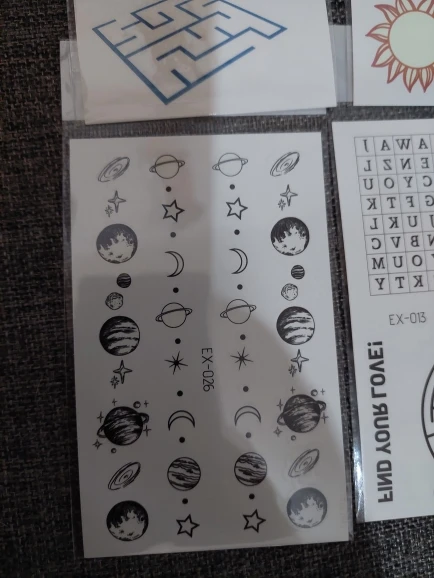 EX-026
J A W A
L Z N E
U O Y C
K T F G
L U K
C V B N
M U O Y
Y T K
EX-013
FIND YOUR LOVE!